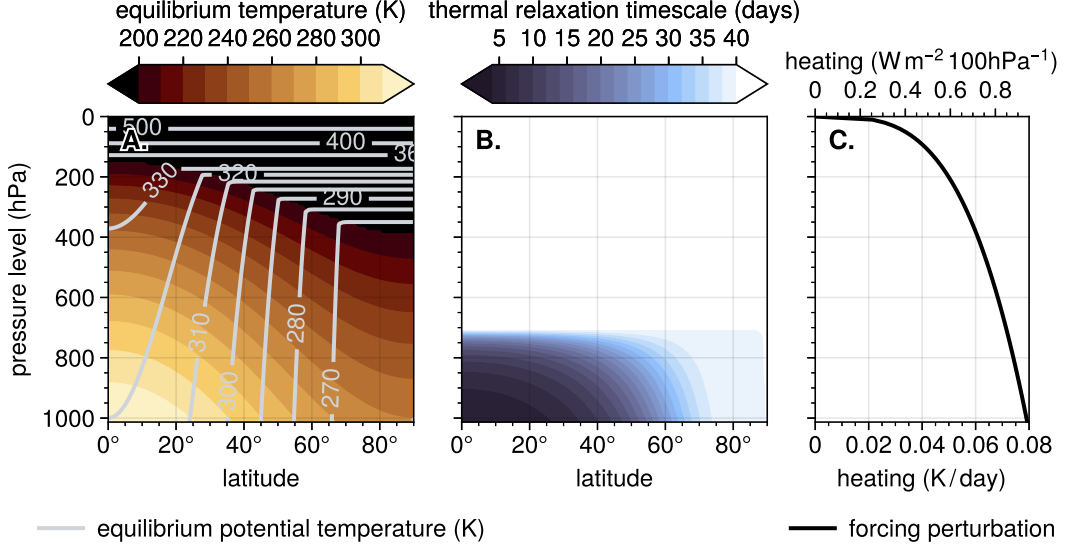 equilibrium temperature (K)
200 220 240 260 280 300
thermal relaxation timescale (days)
5 10 15 20 25 30 35 40
heating (W m−2 100hPa−1)
0 0.2 0.4 0.6 0.8
A.
B.
C.
pressure level (hPa)
0
200
400
600
800
1000
500
400
36
330
320
290
310
300
280
270
0° 20° 40° 60° 80°
latitude
0° 20° 40° 60° 80°
latitude
0 0.02 0.04 0.06 0.08
heating (K / day)
equilibrium potential temperature (K)
forcing perturbation